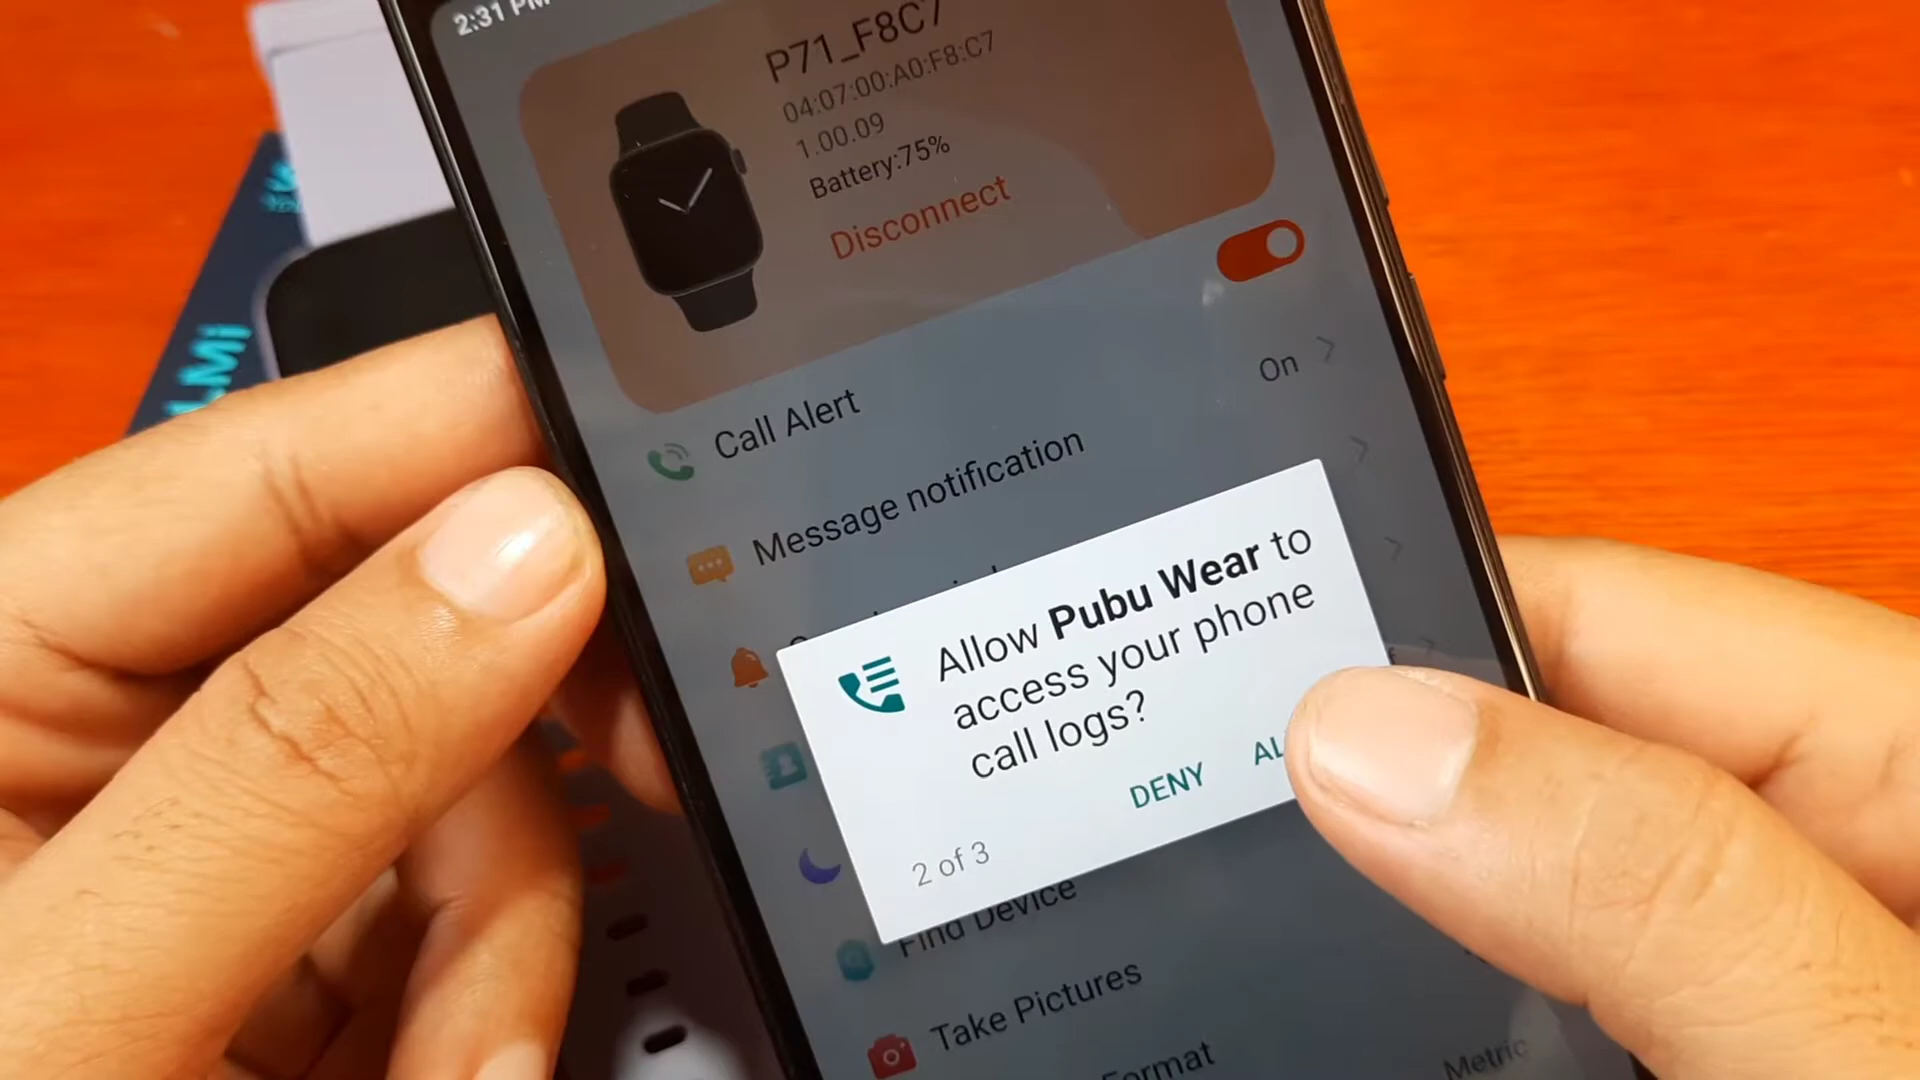 2:31 PM
P71_F8C7
04:07:00:A0:F8:C7
1.00.09
Battery:75%
Disconnect
Call Alert
On
Message notification
Allow Pubu Wear to
access your phone
call logs?
DENY
2 of 3
Find Device
Take Pictures
Format
Metric